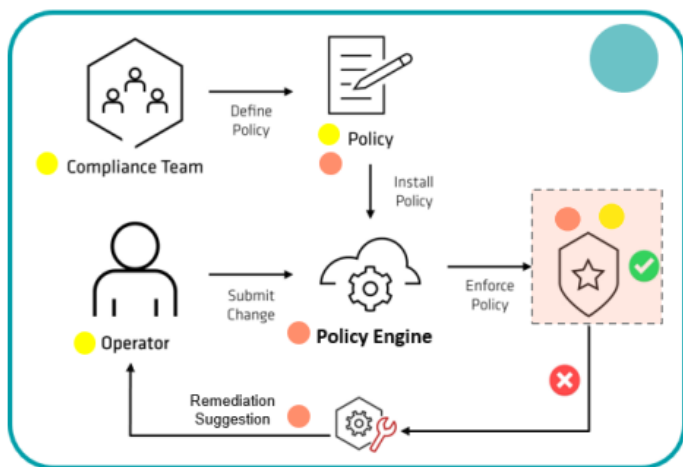 Define
Policy
Compliance Team
Policy
Install
Policy
Submit
Change
Enforce
Policy
Operator
Policy Engine
Remediation
Suggestion